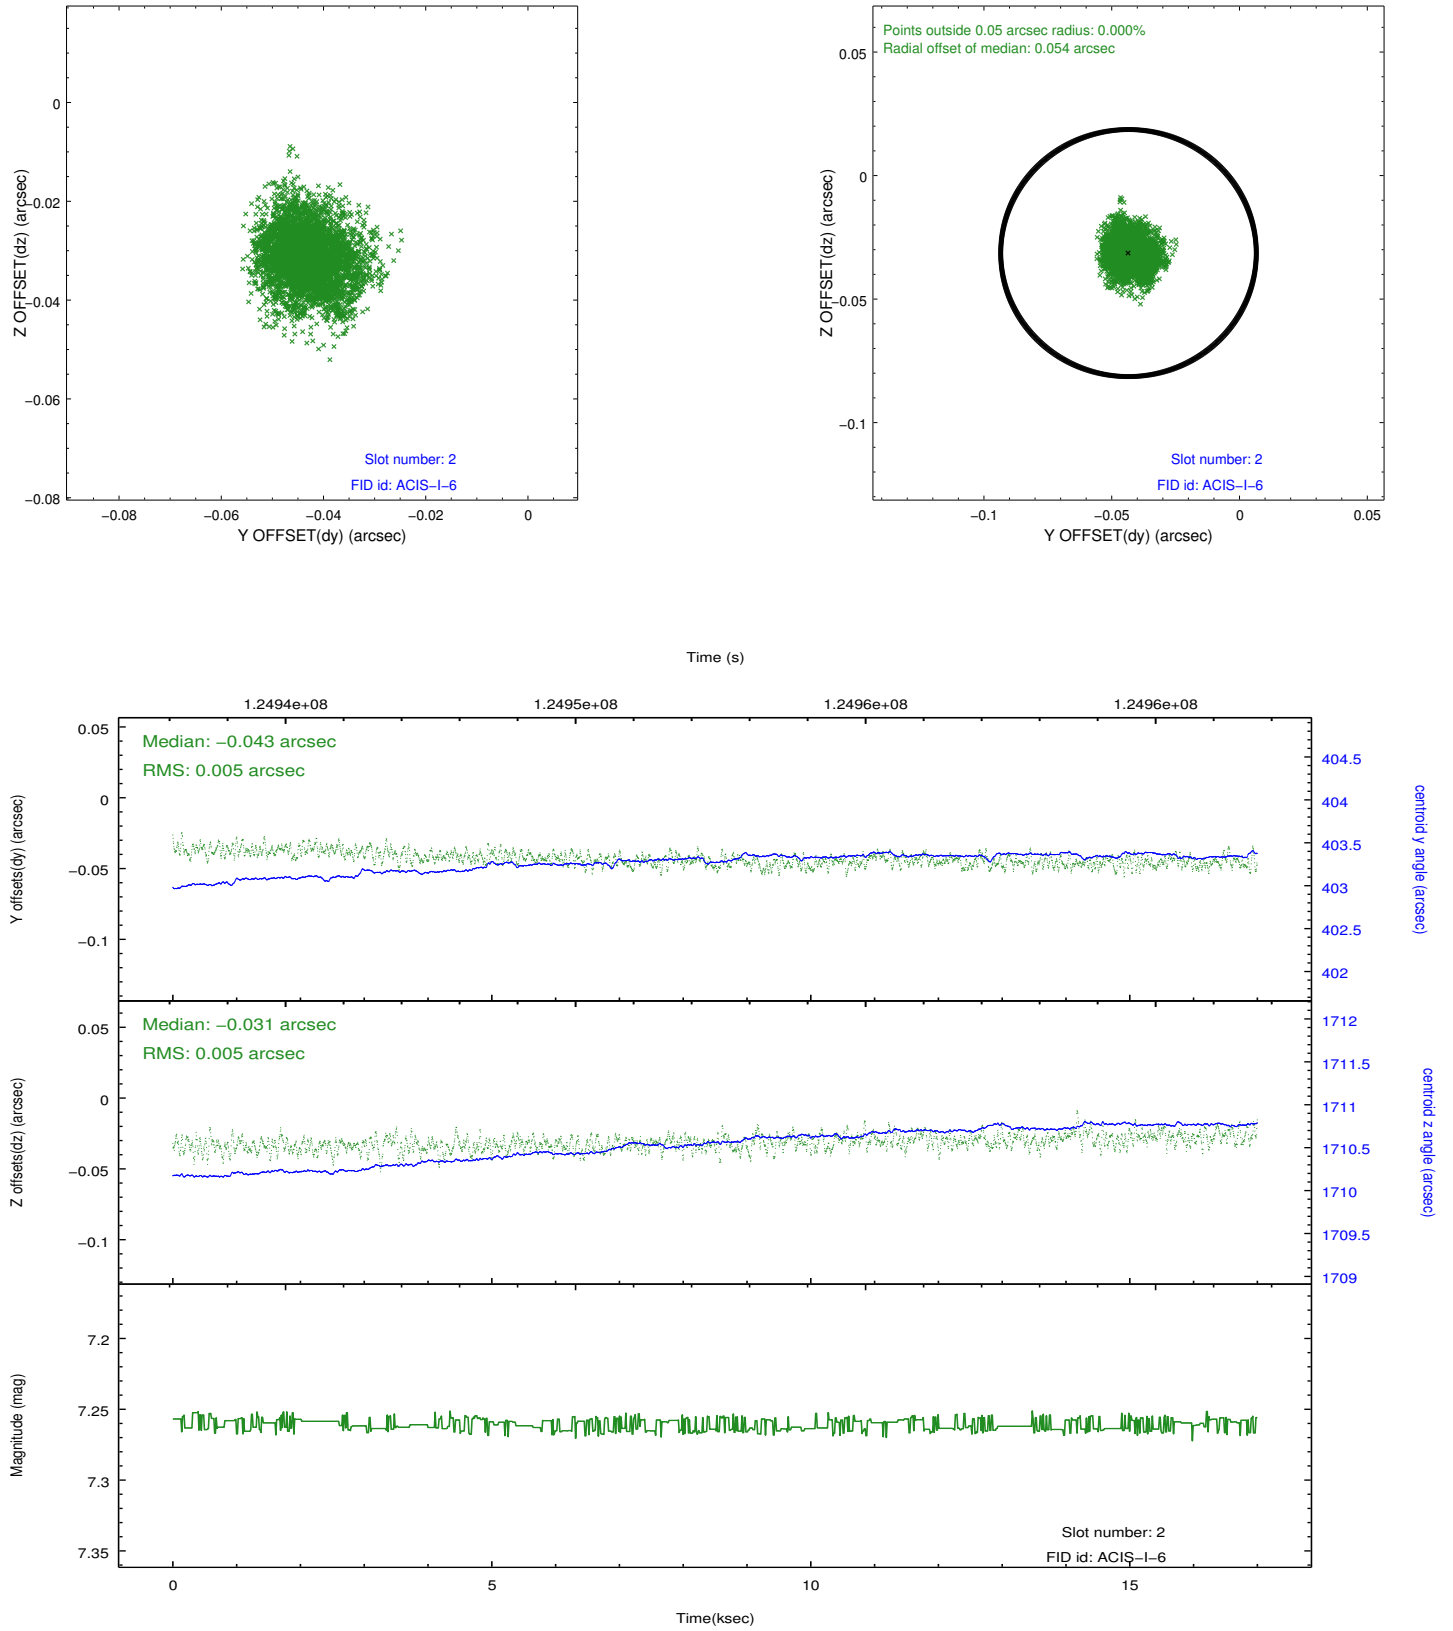 0
−0.02
−0.04
−0.06
−0.08
Z OFFSET(dz) (arcsec)
Slot number: 2
FID id: ACIS−I−6
−0.08 −0.06 −0.04 −0.02 0
Y OFFSET(dy) (arcsec)
Points outside 0.05 arcsec radius: 0.000%
Radial offset of median: 0.054 arcsec
0.05
0
−0.05
−0.1
Z OFFSET(dz) (arcsec)
Slot number: 2
FID id: ACIS−I−6
−0.1 −0.05 0 0.05
Y OFFSET(dy) (arcsec)
Time (s)
1.2494e+08 1.2495e+08 1.2496e+08 1.2496e+08
Median: −0.043 arcsec
RMS: 0.005 arcsec
0.05
0
−0.05
−0.1
Y offsets(dy) (arcsec)
404.5
404
403.5
403
402.5
402
centroid y angle (arcsec)
Median: −0.031 arcsec
RMS: 0.005 arcsec
0.05
0
−0.05
−0.1
Z offsets(dz) (arcsec)
1712
1711.5
1711
1710.5
1710
1709.5
1709
centroid z angle (arcsec)
7.2
7.25
7.3
7.35
Magnitude (mag)
Slot number: 2
FID id: ACIS−I−6
0 5 10 15
Time(ksec)